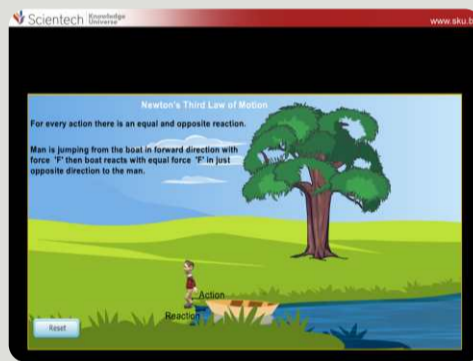 Scientech Knowledge Universe
www.sku.b
Newton's Third Law of Motion
For every action there is an equal and opposite reaction.
Man is jumping from the boat in forward direction with
force 'F' then boat reacts with equal force 'F' in just
opposite direction to the man.
Action
Reaction
Reset